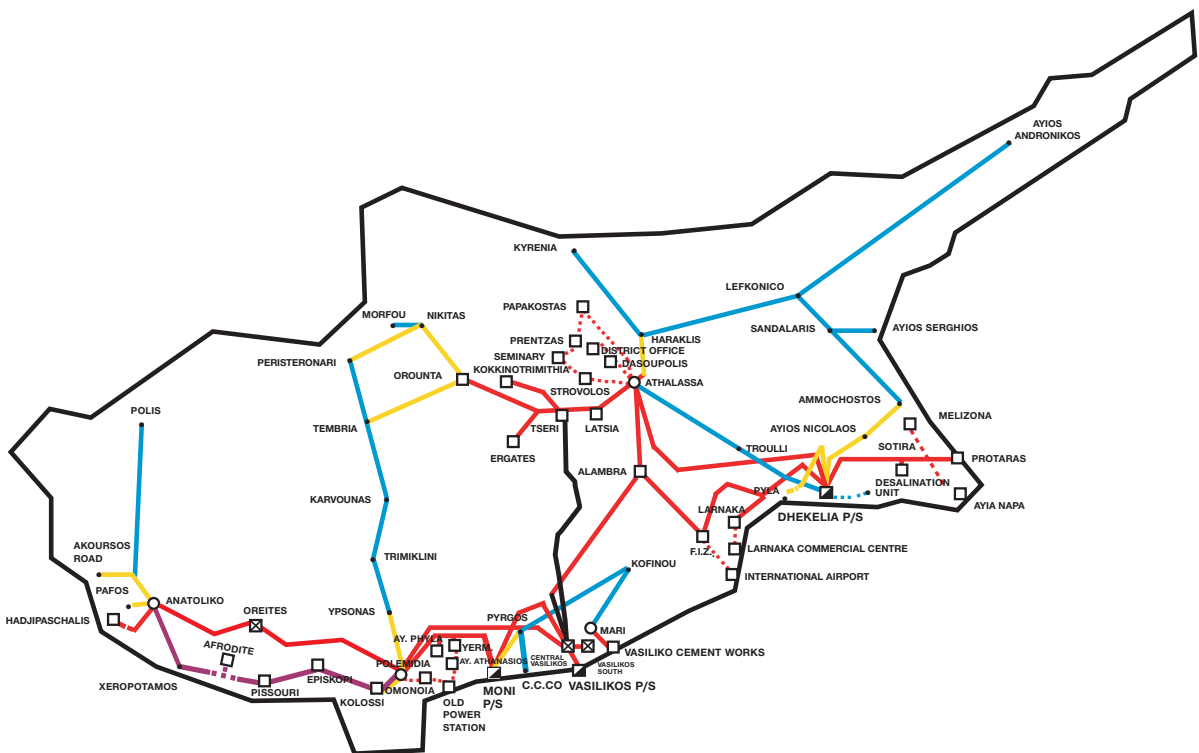 AYIOS
ANDRONIKOS
KYRENIA
LEFKONICO
PAPAKOSTAS
MORFOU
NIKITAS
SANDALARIS
AYIOS SERGHIOS
PRENTZAS
HARAKLIS
DISTRICT OFFICE
SEMINARY
PERISTERONARI
DASOUPOLIS
KOKKINOTRIMITHIA
OROUNTA
ATHALASSA
STROVOLOS
AMMOCHOSTOS
POLIS
MELIZONA
TEMBRIA
TSERI
LATSIA
AYIOS NICOLAOS
SOTIRA
TROULLI
ERGATES
PROTARAS
ALAMBRA
DESALINATION
UNIT
PYLA
KARVOUNAS
AYIA NAPA
LARNAKA
DHEKELIA P/S
AKOURSOS
ROAD
F.I.Z..
LARNAKA COMMERCIAL CENTRE
TRIMIKLINI
KOFINOU
INTERNATIONAL AIRPORT
PAFOS
ANATOLIKO
OREITES
YPSONAS
PYRGOS
HADJIPASCHALIS
MARI
AY. PHYLA
YERM.
AFRODITE
VASILIKO CEMENT WORKS
CENTRAL
VASILIKOS
POLEMIDIA
AY. ATHANASIOS
VASILIKOS
SOUTH
EPISKOPI
XEROPOTAMOS
PISSOURI
OMONOIA
MONI
P/S
C.C.CO
VASILIKOS P/S
KOLOSSI
OLD
POWER
STATION